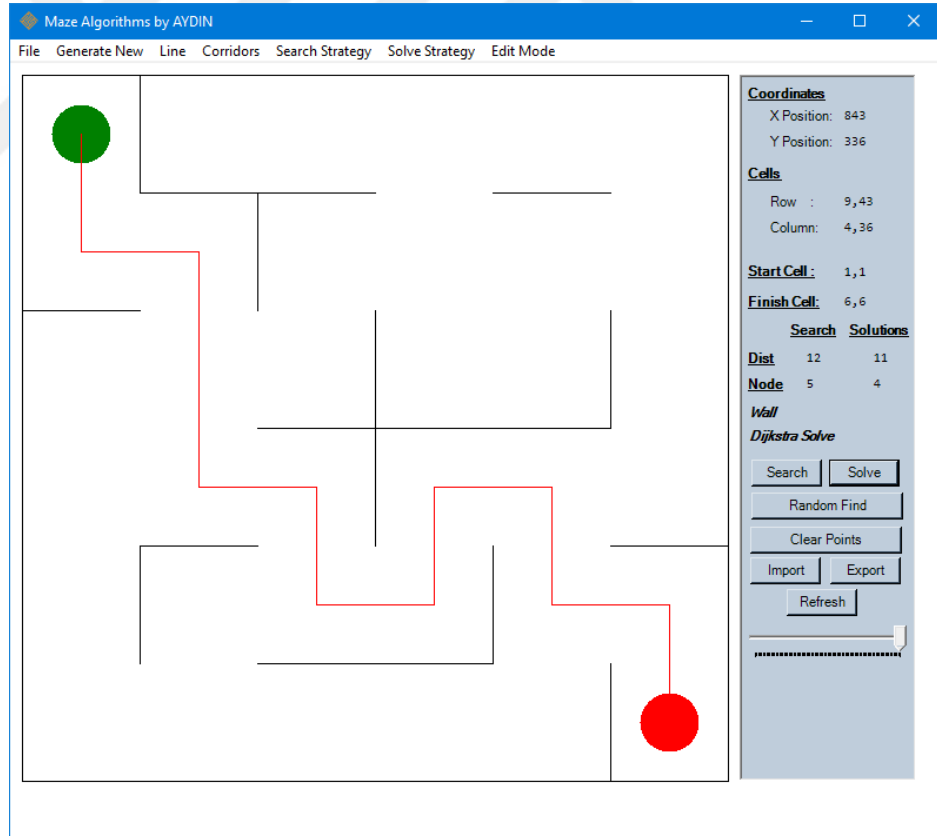 Maze Algorithms by AYDIN
File Generate New Line Corridors Search Strategy Solve Strategy Edit Mode
Coordinates
X Position: 843
Y Position: 336
Cells
Row : 9,43
Column: 4,36
Start Cell : 1,1
Finish Cell: 6,6
Search Solutions
Dist 12 11
Node 5 4
Wall
Dijkstra Solve
Search Solve
Random Find
Clear Points
Import Export
Refresh